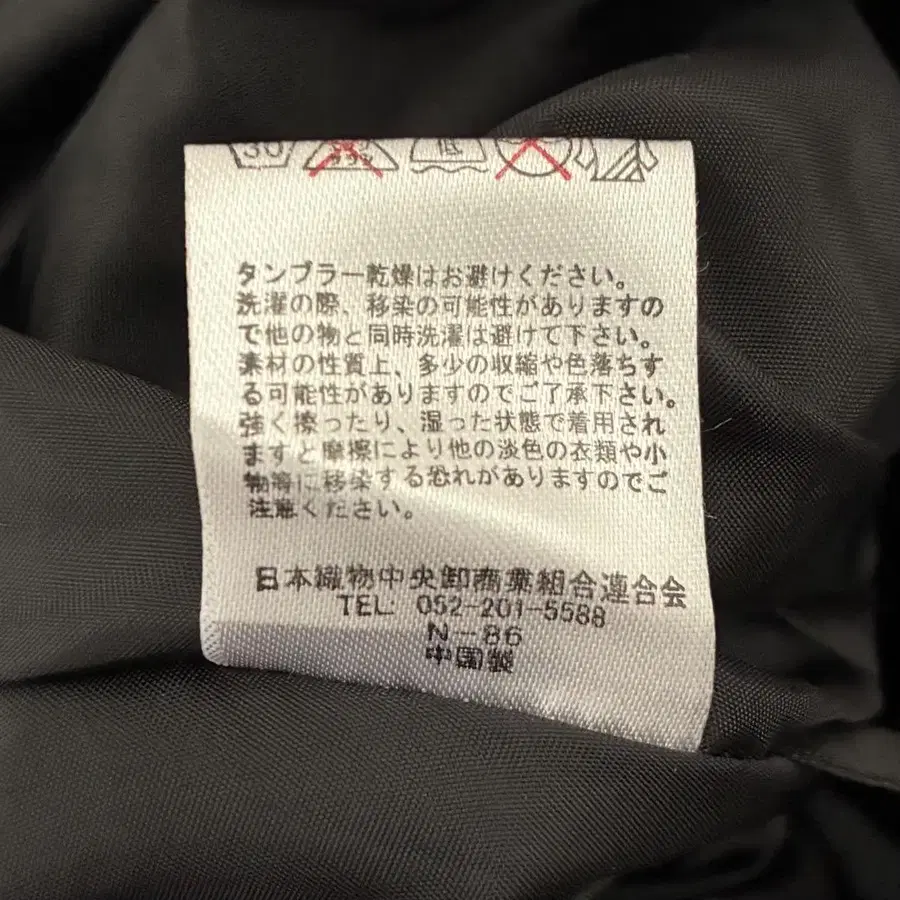 30
低
タンブラー乾燥はお避けください。
洗濯の際、移染の可能性がありますの
で他の物と同時洗濯は避けて下さい。
素材の性質上、多少の収縮や色落ちす
る可能性がありますのでご了承下さい。
強く擦ったり、湿った状態で着用され
ますと摩擦により他の淡色の衣類や小
物等に移染する恐れがありますのでご
注意ください。
日本織物中央卸商業組合連合会
TEL: 052-201-5588
N-86
中国製